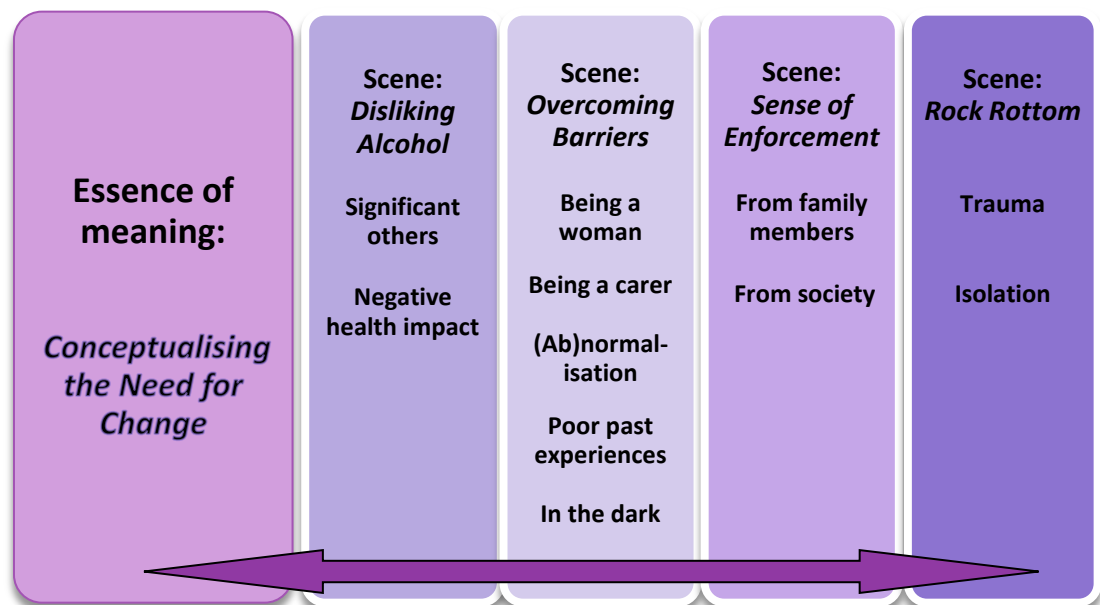 Essence of
meaning:
Conceptualising
the Need for
Change
Scene:
Disliking
Alcohol
Significant
others
Negative
health impact
Scene:
Overcoming
Barriers
Being a
woman
Being a carer
(Ab)normal-
isation
Poor past
experiences
In the dark
Scene:
Sense of
Enforcement
From family
members
From society
Scene:
Rock Rottom
Trauma
Isolation